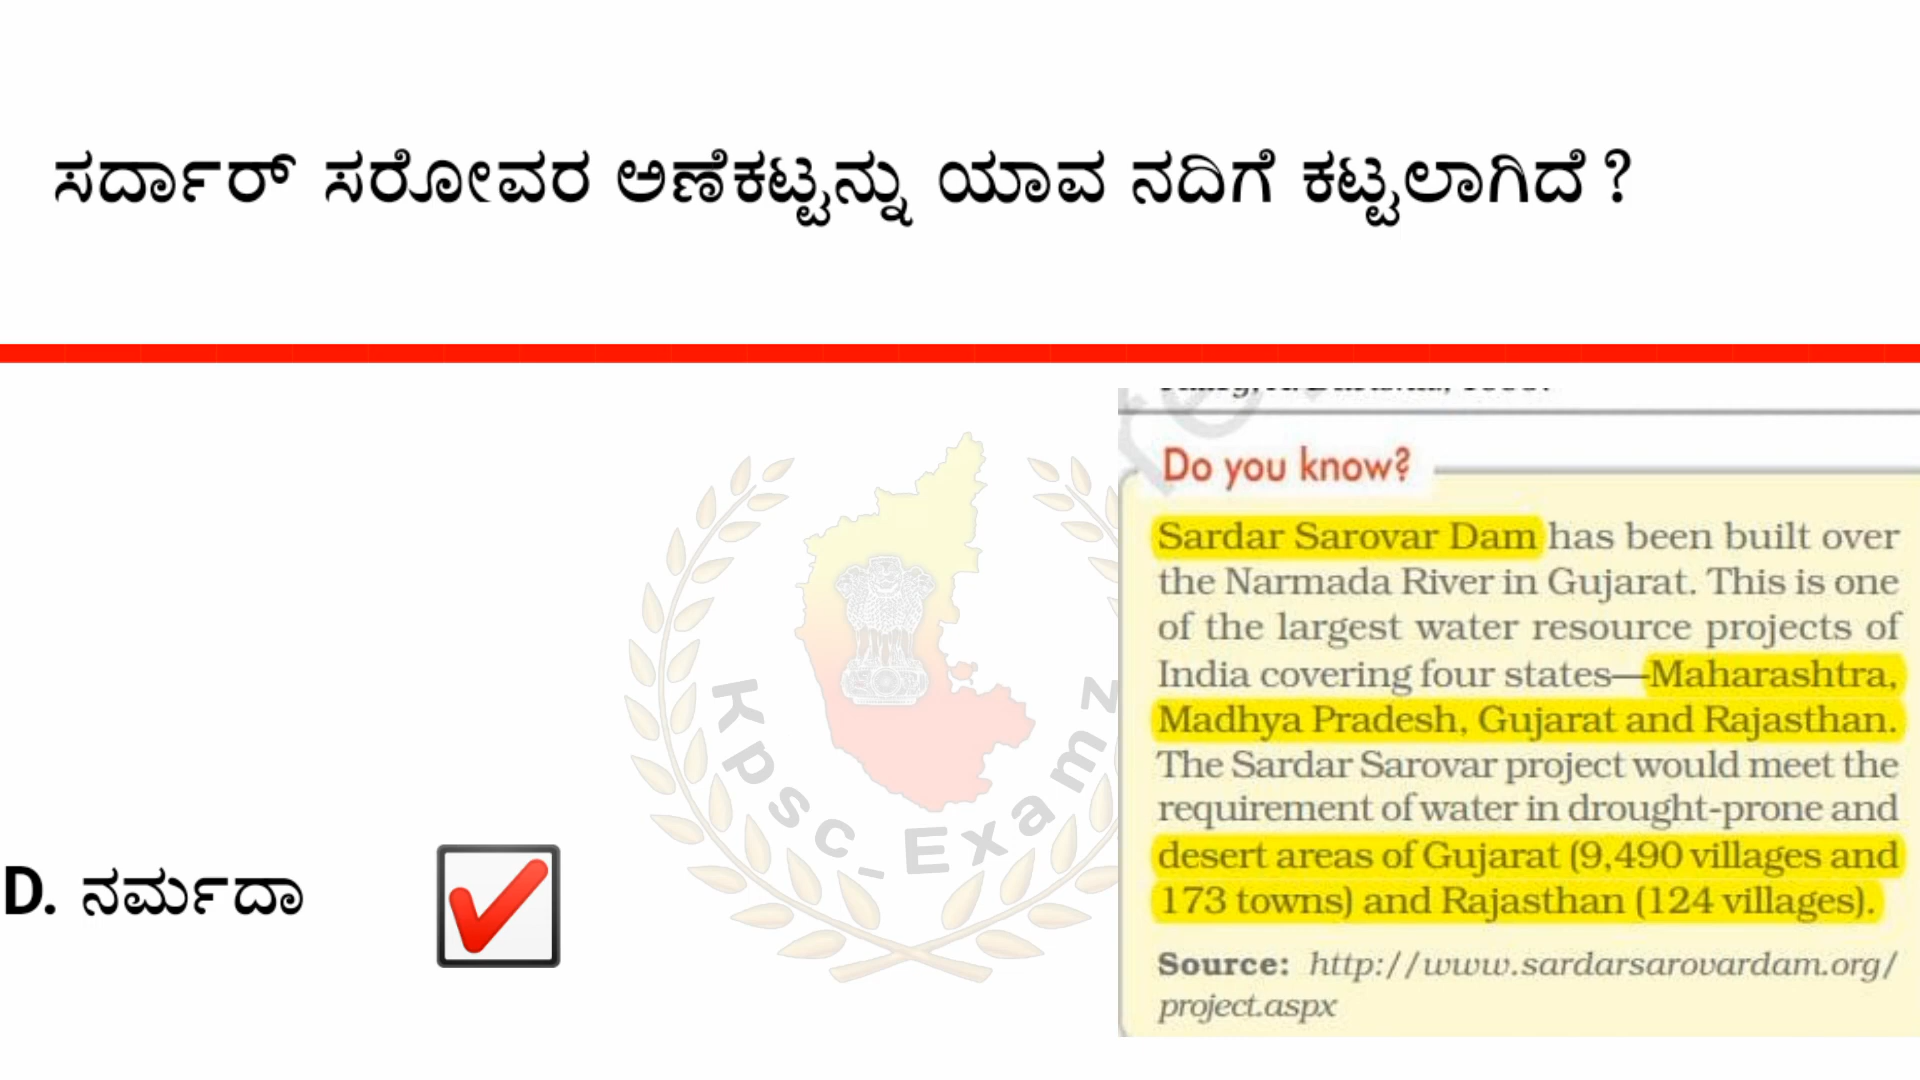 ಸರ್ದಾರ್ ಸರೋವರ ಅಣೆಕಟ್ಟನ್ನು ಯಾವ ನದಿಗೆ ಕಟ್ಟಲಾಗಿದೆ ?
D. ನರ್ಮದಾ
Kpsc_Examz
Do you know?
Sardar Sarovar Dam has been built over
the Narmada River in Gujarat. This is one
of the largest water resource projects of
India covering four states—Maharashtra,
Madhya Pradesh, Gujarat and Rajasthan.
The Sardar Sarovar project would meet the
requirement of water in drought-prone and
desert areas of Gujarat (9,490 villages and
173 towns) and Rajasthan (124 villages).
Source: http://www.sardarsarovardam.org/
project.aspx